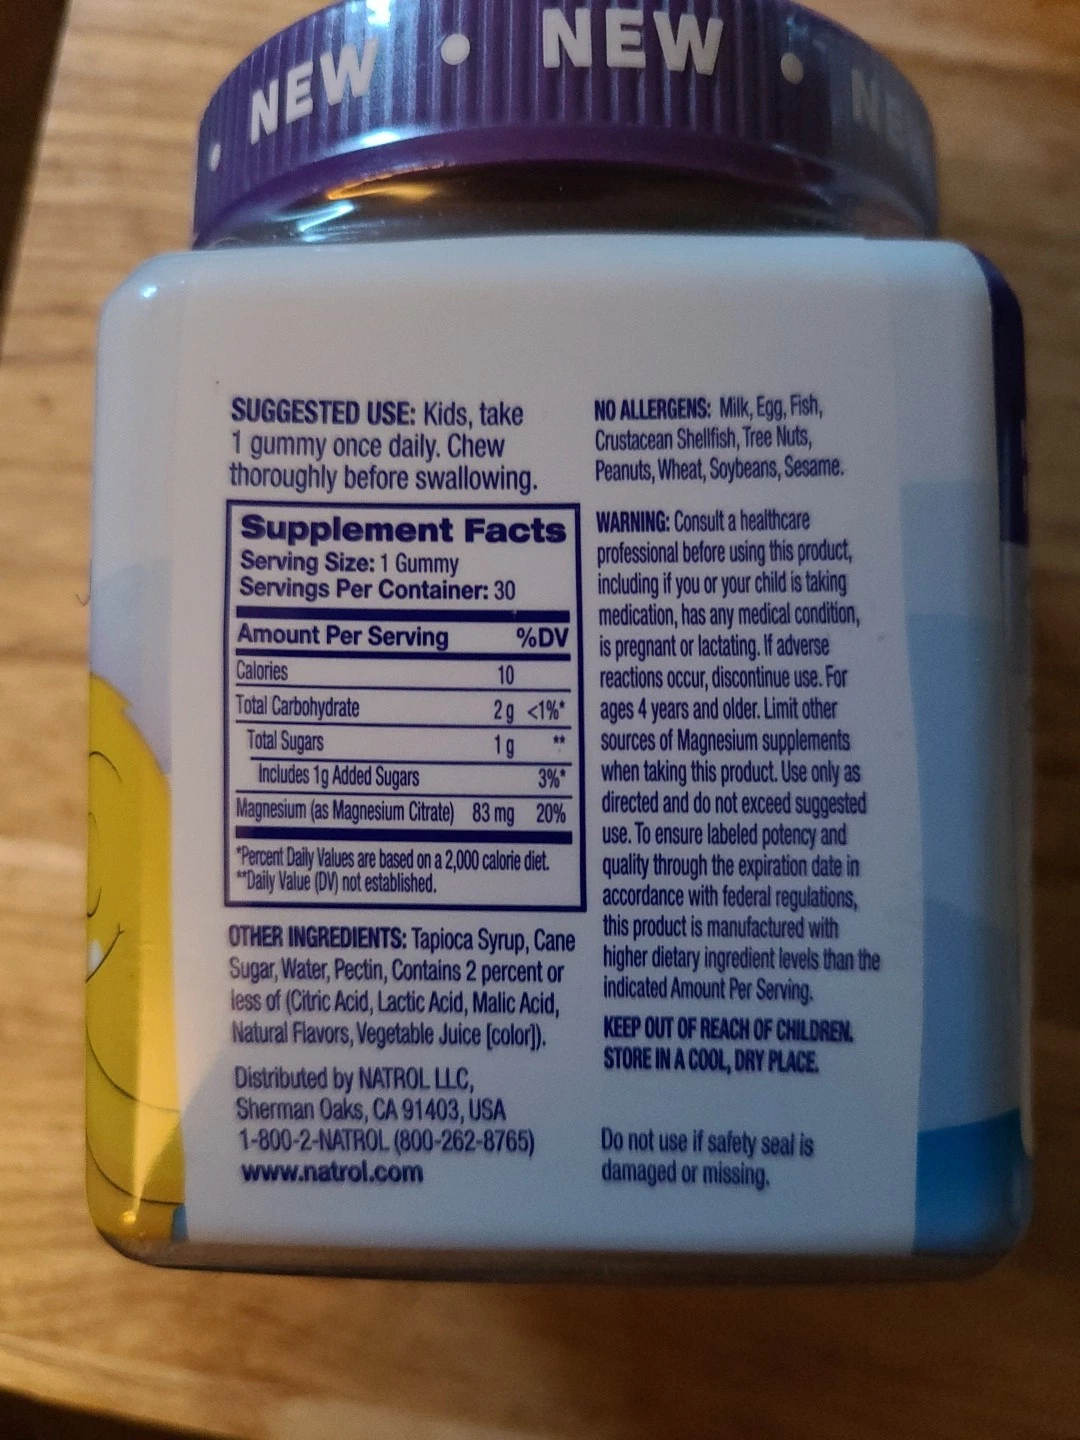 NEW • NEW • NEW
SUGGESTED USE: Kids, take
1 gummy once daily. Chew
thoroughly before swallowing.
Supplement Facts
Serving Size: 1 Gummy
Servings Per Container: 30
Amount Per Serving %DV
Calories 10
Total Carbohydrate 2 g <1%*
Total Sugars 1 g **
Includes 1g Added Sugars 3%*
Magnesium (as Magnesium Citrate) 83 mg 20%
*Percent Daily Values are based on a 2,000 calorie diet.
**Daily Value (DV) not established.
OTHER INGREDIENTS: Tapioca Syrup, Cane
Sugar, Water, Pectin, Contains 2 percent or
less of (Citric Acid, Lactic Acid, Malic Acid,
Natural Flavors, Vegetable Juice [color]).
Distributed by NATROL LLC,
Sherman Oaks, CA 91403, USA
1-800-2-NATROL (800-262-8765)
www.natrol.com
NO ALLERGENS: Milk, Egg, Fish,
Crustacean Shellfish, Tree Nuts,
Peanuts, Wheat, Soybeans, Sesame.
WARNING: Consult a healthcare
professional before using this product,
including if you or your child is taking
medication, has any medical condition,
is pregnant or lactating. If adverse
reactions occur, discontinue use. For
ages 4 years and older. Limit other
sources of Magnesium supplements
when taking this product. Use only as
directed and do not exceed suggested
use. To ensure labeled potency and
quality through the expiration date in
accordance with federal regulations,
this product is manufactured with
higher dietary ingredient levels than the
indicated Amount Per Serving.
KEEP OUT OF REACH OF CHILDREN.
STORE IN A COOL, DRY PLACE.
Do not use if safety seal is
damaged or missing.